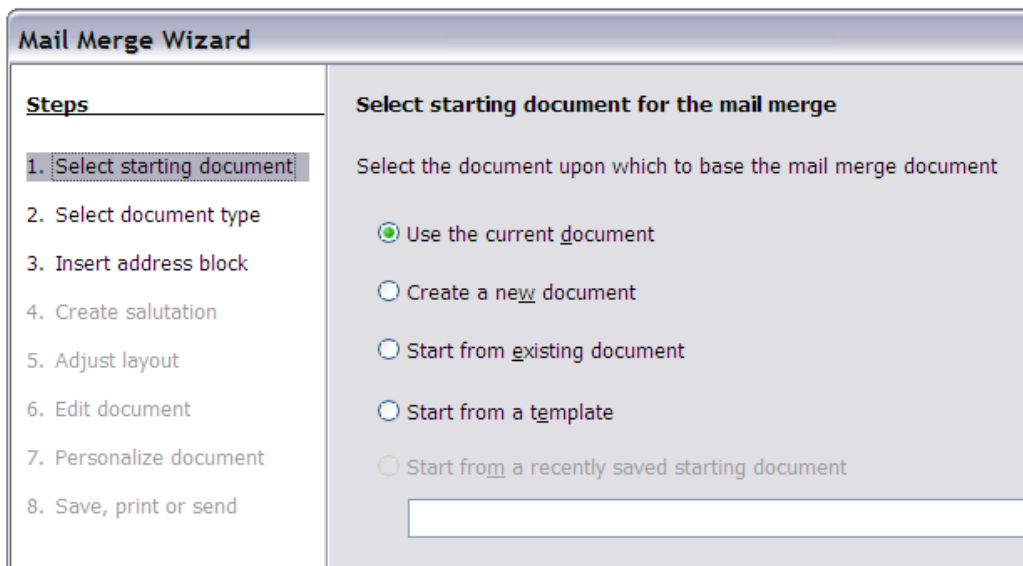 Mail Merge Wizard
Steps
1. Select starting document
2. Select document type
3. Insert address block
4. Create salutation
5. Adjust layout
6. Edit document
7. Personalize document
8. Save, print or send
Select starting document for the mail merge
Select the document upon which to base the mail merge document
Use the current document
Create a new document
Start from existing document
Start from a template
Start from a recently saved starting document